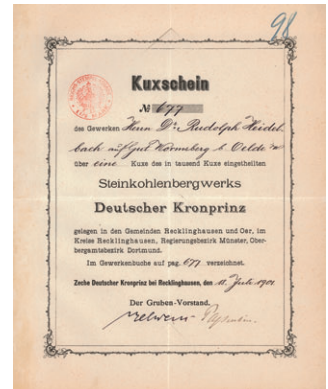 98
Kuxschein
№ 677
des Gewerken Herrn Dr. Rudolph Heidel-
bach auf Gut b. Oelde
über eine Kuxe des in tausend Kuxe eingetheilten
Steinkohlenbergwerks
Deutscher Kronprinz
gelegen in den Gemeinden Recklinghausen und Oer, im
Kreise Recklinghausen, Regierungsbezirk Münster, Ober-
bergamtsbezirk Dortmund.
Im Gewerkenbuche auf pag. 677 verzeichnet.
Zeche Deutscher Kronprinz bei Recklinghausen, den 11. Juli 1901.
Der Gruben-Vorstand.